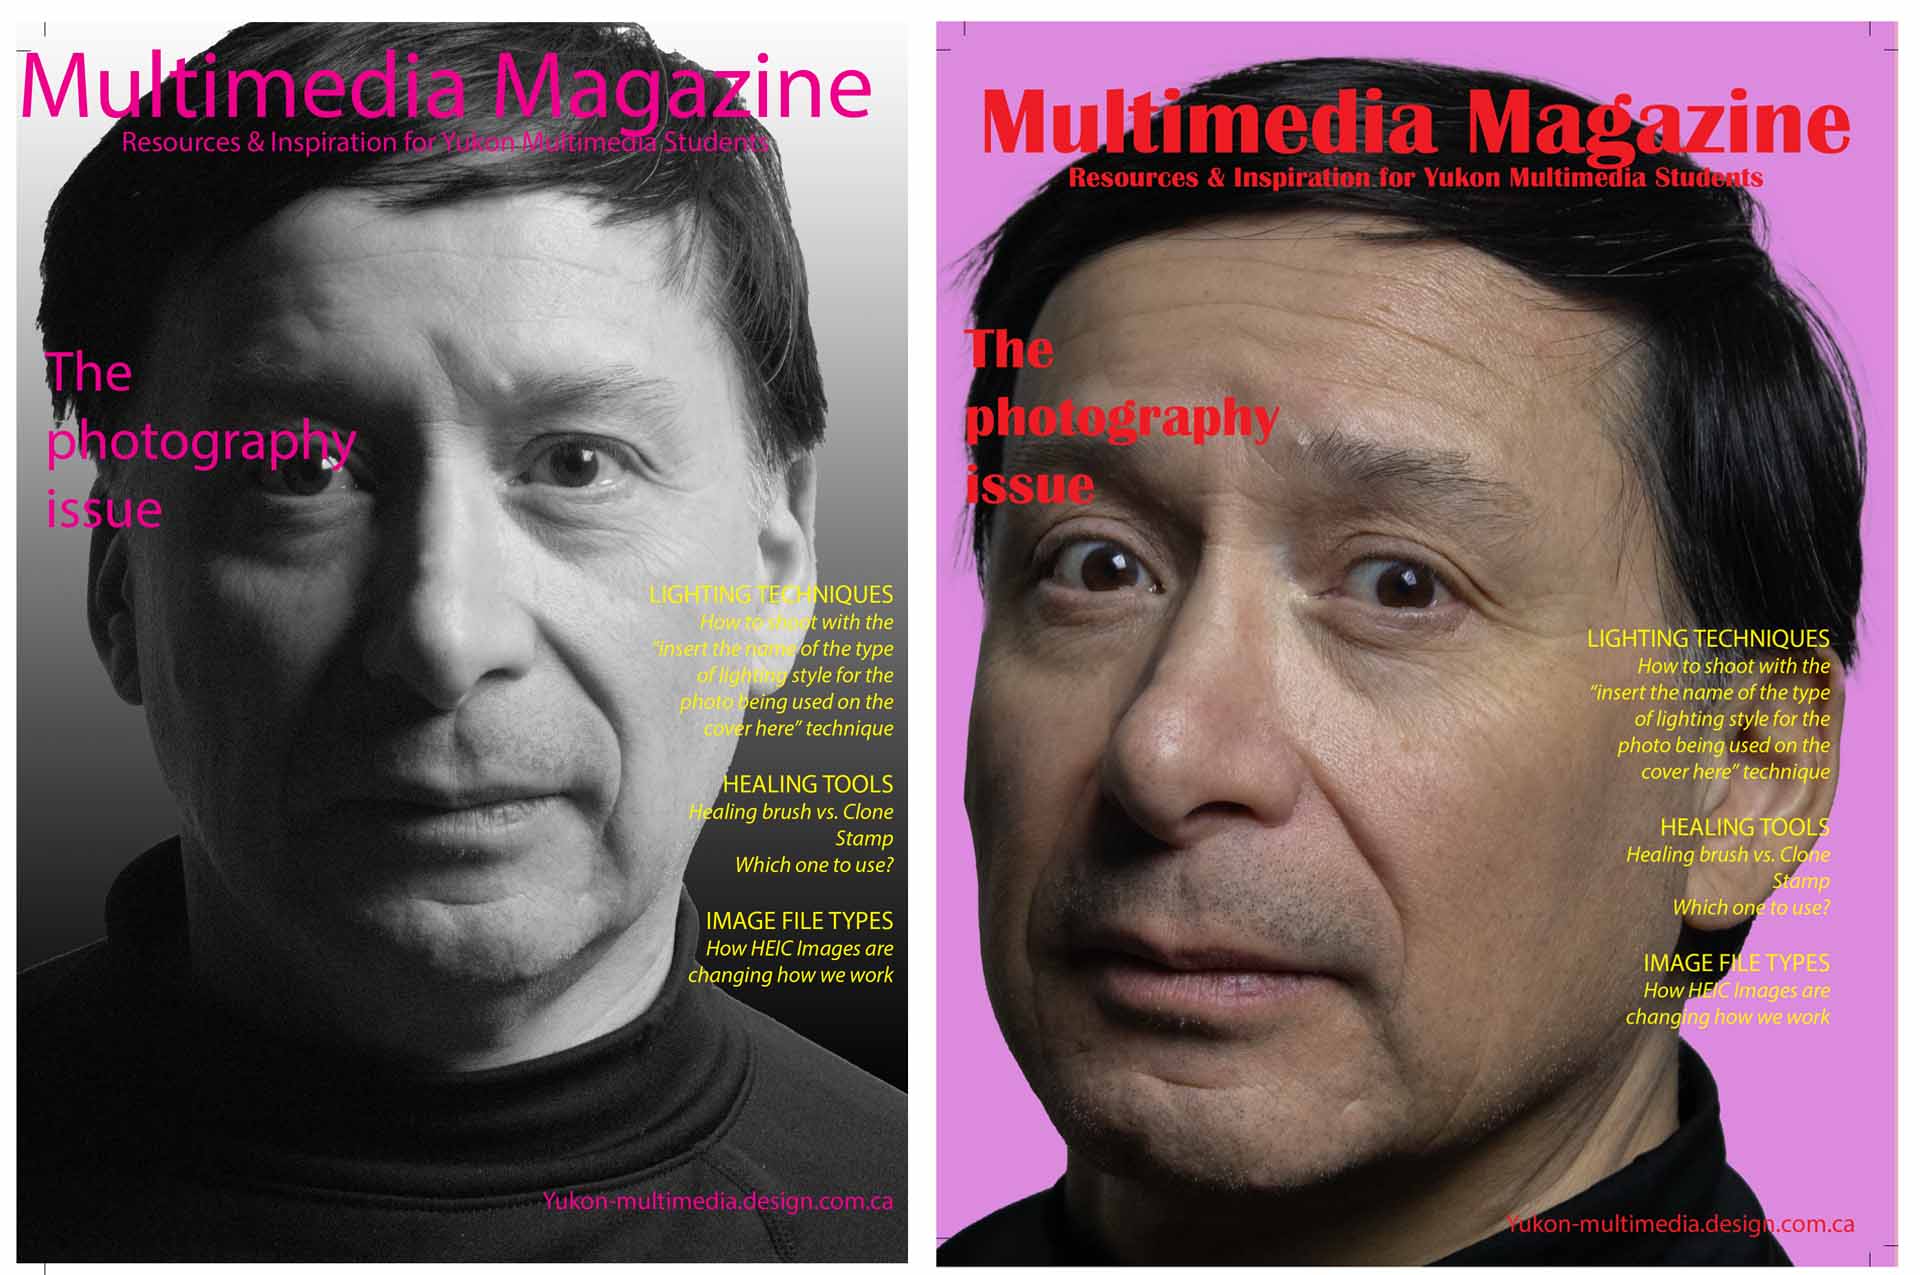 Multimedia Magazine
Resources & Inspiration for Yukon Multimedia Students
The
photography
issue
LIGHTING TECHNIQUES
How to shoot with the
“insert the name of the type
of lighting style for the
photo being used on the
cover here” technique
HEALING TOOLS
Healing brush vs. Clone
Stamp
Which one to use?
IMAGE FILE TYPES
How HEIC Images are
changing how we work
Yukon-multimedia.design.com.ca
Multimedia Magazine
Resources & Inspiration for Yukon Multimedia Students
The
photography
issue
LIGHTING TECHNIQUES
How to shoot with the
“insert the name of the type
of lighting style for the
photo being used on the
cover here” technique
HEALING TOOLS
Healing brush vs. Clone
Stamp
Which one to use?
IMAGE FILE TYPES
How HEIC Images are
changing how we work
Yukon-multimedia.design.com.ca